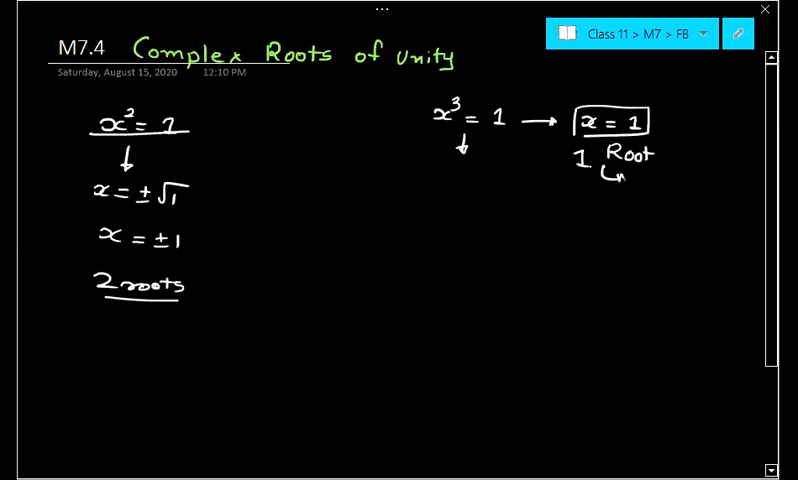 M7.4 Complex Roots of unity
Class 11 > M7 > FB
Saturday, August 15, 2020 12:10 PM
x² = 1
x = ±√1
x = ±1
2 roots
x³ = 1 → x = 1
1 Root